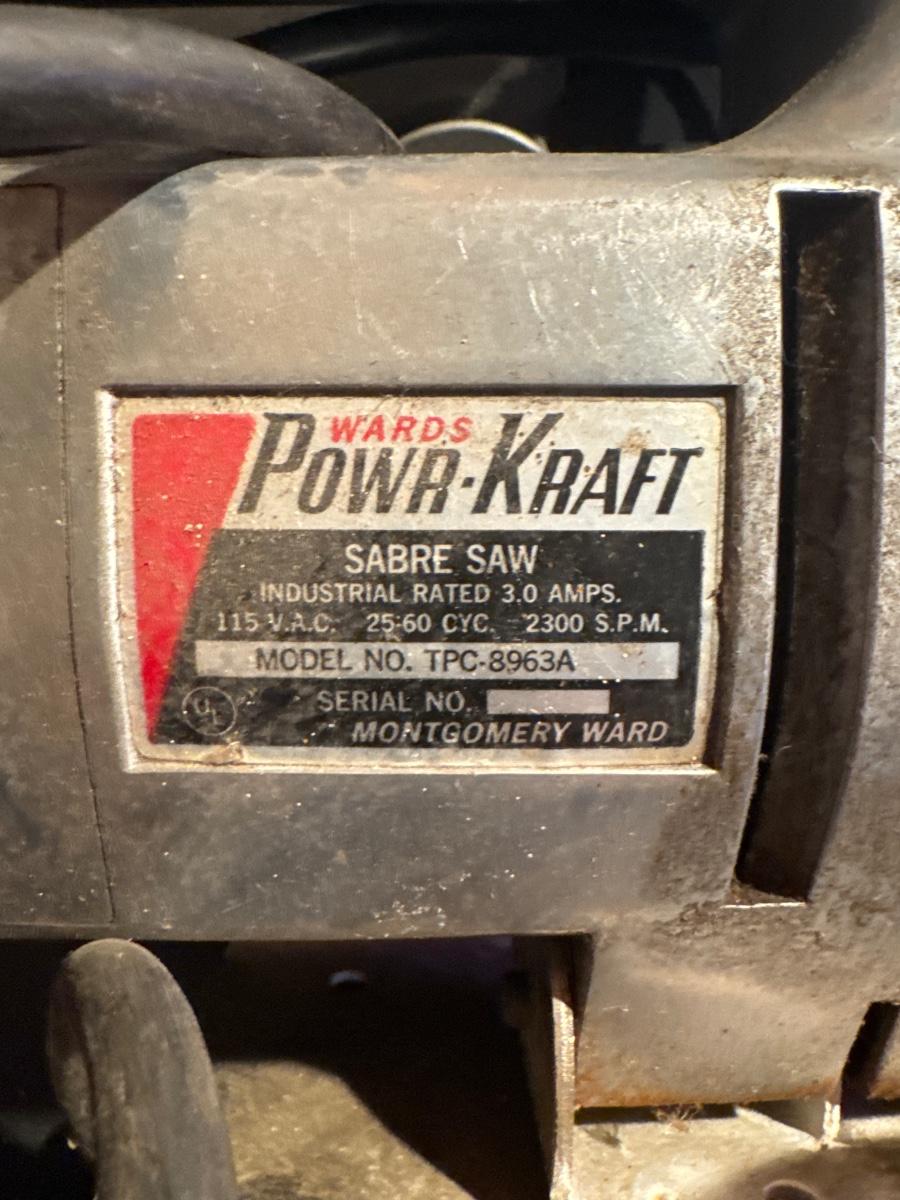 WARDS
POWR-KRAFT
SABRE SAW
INDUSTRIAL RATED 3.0 AMPS.
115 V.A.C. 25-60 CYC. 2300 S.P.M.
MODEL NO. TPC-8963A
SERIAL NO.
UL
MONTGOMERY WARD